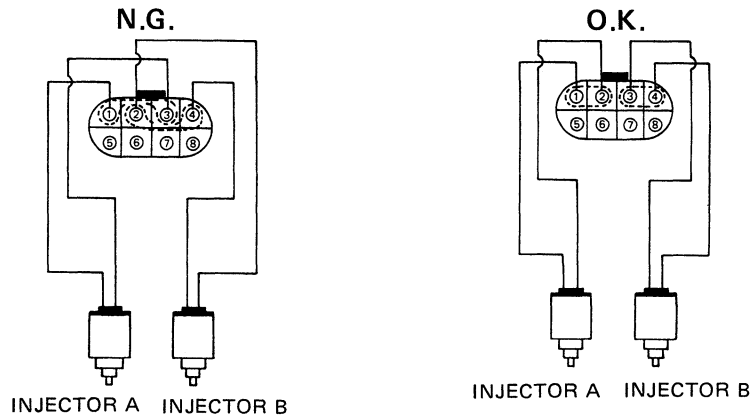 N.G.
O.K.
① ② ③ ④
⑤ ⑥ ⑦ ⑧
① ② ③ ④
⑤ ⑥ ⑦ ⑧
INJECTOR A INJECTOR B
INJECTOR A INJECTOR B